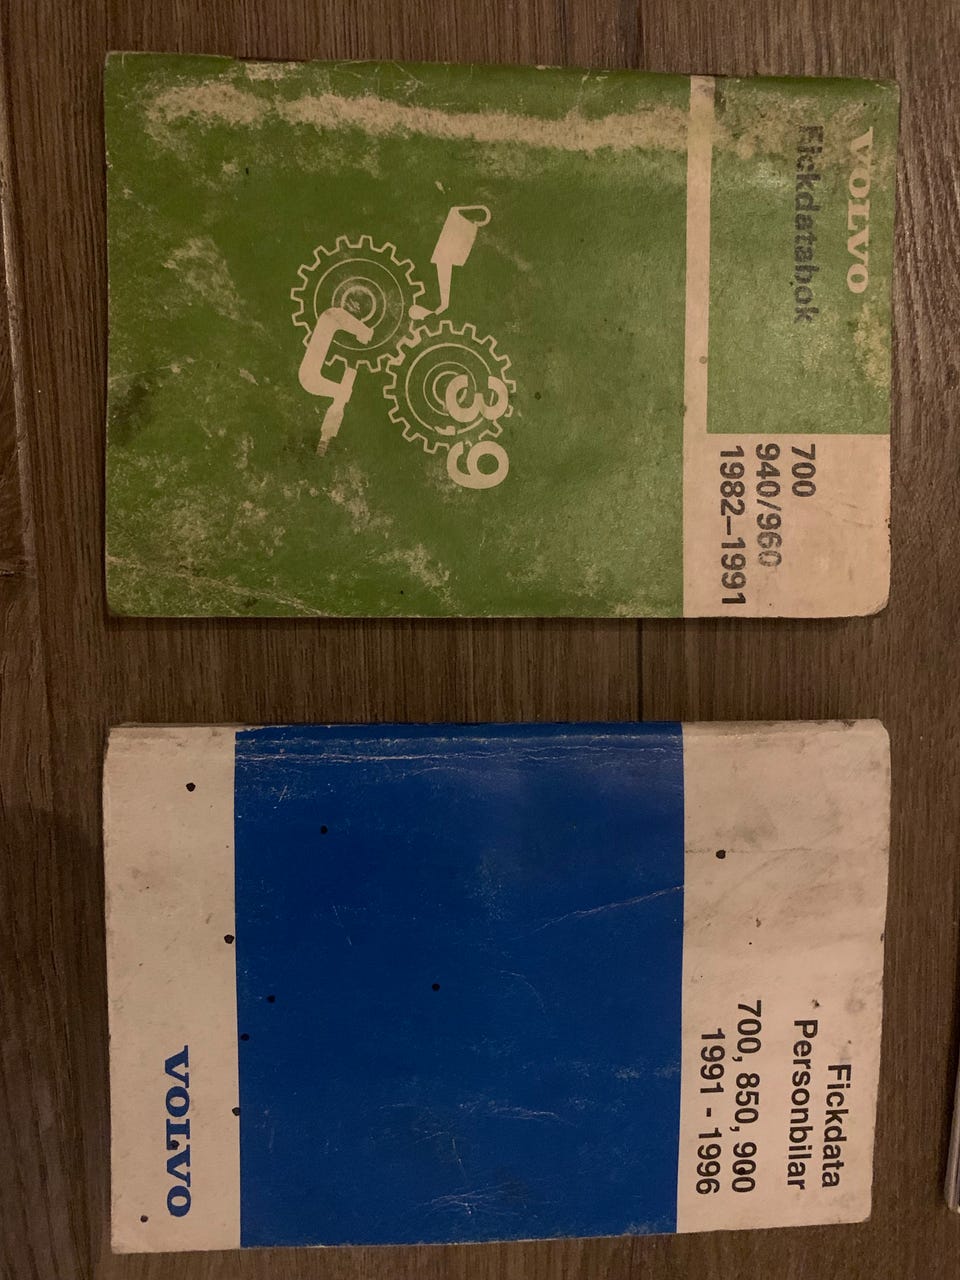 VOLVO
Fickdatabok
700
940/960
1982–1991
3,9
Fickdata
Personbilar
700, 850, 900
1991 - 1996
VOLVO